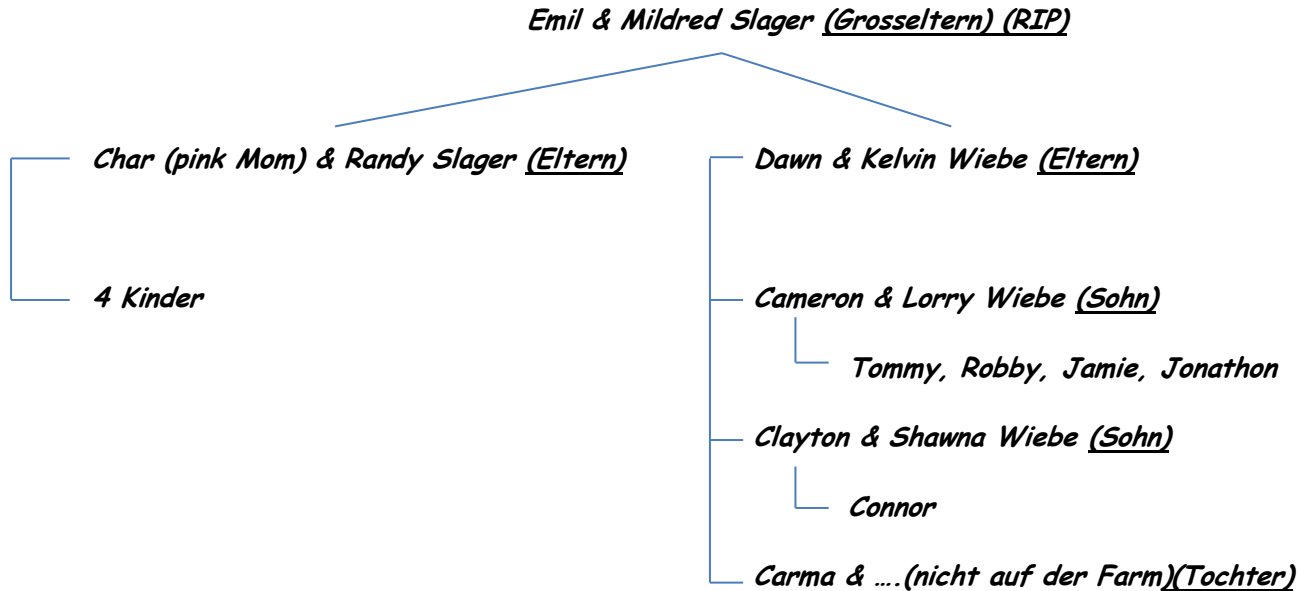 Emil & Mildred Slager (Grosseltern) (RIP)
Char (pink Mom) & Randy Slager (Eltern)
Dawn & Kelvin Wiebe (Eltern)
4 Kinder
Cameron & Lorry Wiebe (Sohn)
Tommy, Robby, Jamie, Jonathon
Clayton & Shawna Wiebe (Sohn)
Connor
Carma & ….(nicht auf der Farm)(Tochter)